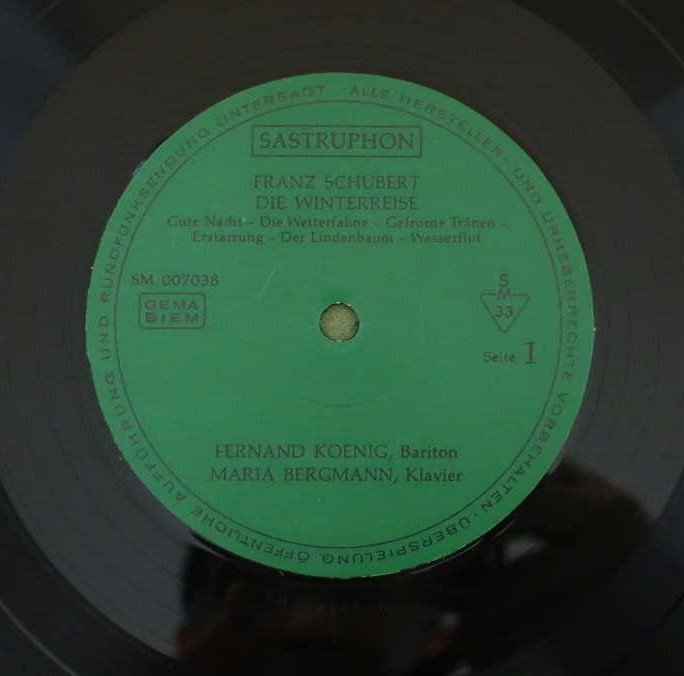 SASTRUPHON
FRANZ SCHUBERT
DIE WINTERREISE
Gute Nacht - Die Wetterfahne - Gefrorne Tränen -
Erstarrung - Der Lindenbaum - Wasserflut
SM 007038
GEMA
BIEM
S
M
33
Seite 1
FERNAND KOENIG, Bariton
MARIA BERGMANN, Klavier
ALLE HERSTELLER- UND URHEBERRECHTE VORBEHALTEN · ÜBERSPIELUNG, ÖFFENTLICHE AUFFÜHRUNG UND RUNDFUNKSENDUNG UNTERSAGT